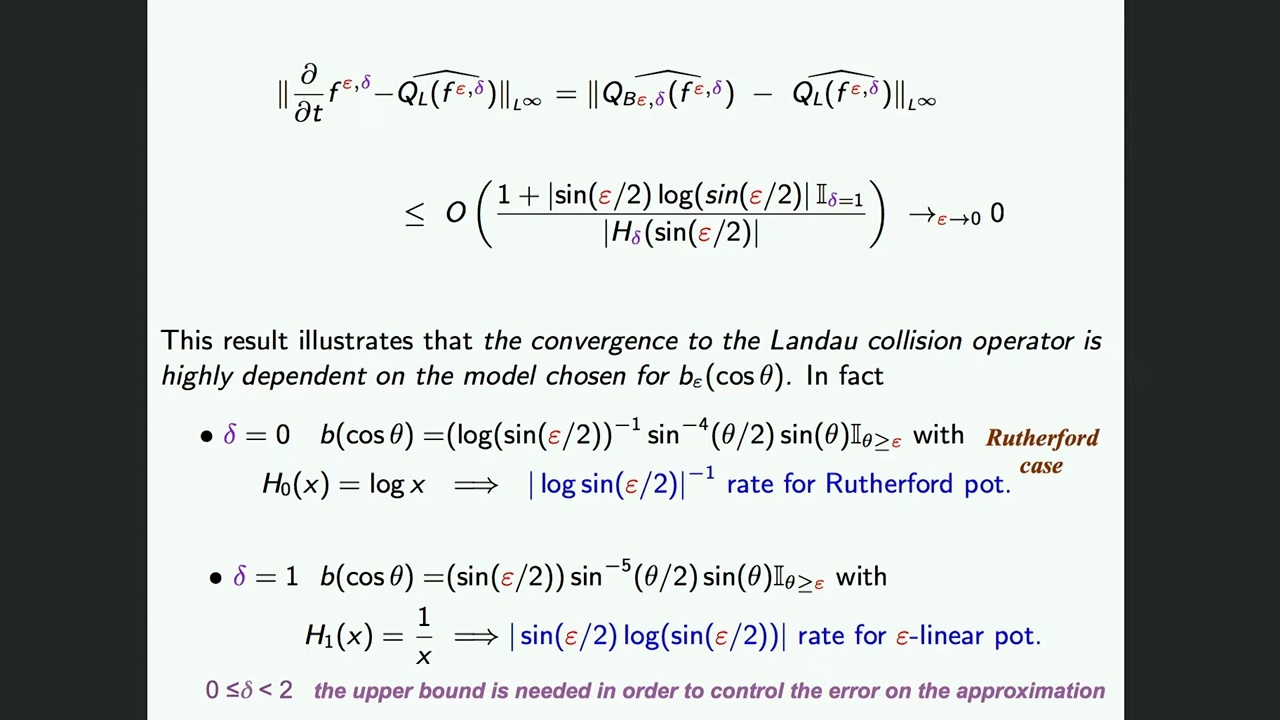 ‖∂/∂t f^{ε,δ} − \widehat{Q_L(f^{ε,δ})}‖_{L∞} = ‖\widehat{Q_{B_{ε,δ}}(f^{ε,δ})} − \widehat{Q_L(f^{ε,δ})}‖_{L∞}
≤ O( (1 + |sin(ε/2) log(sin(ε/2)| 𝕀_{δ=1}) / (|H_δ(sin(ε/2)|) ) →_{ε→0} 0
This result illustrates that the convergence to the Landau collision operator is
highly dependent on the model chosen for b_ε(cos θ). In fact
• δ = 0 b(cos θ) =(log(sin(ε/2))^{−1} sin^{−4}(θ/2) sin(θ)𝕀_{θ≥ε} with Rutherford
case
H_0(x) = log x ⟹ | log sin(ε/2)|^{−1} rate for Rutherford pot.
• δ = 1 b(cos θ) =(sin(ε/2)) sin^{−5}(θ/2) sin(θ)𝕀_{θ≥ε} with
H_1(x) = 1/x ⟹ | sin(ε/2) log(sin(ε/2))| rate for ε-linear pot.
0 ≤δ < 2 the upper bound is needed in order to control the error on the approximation